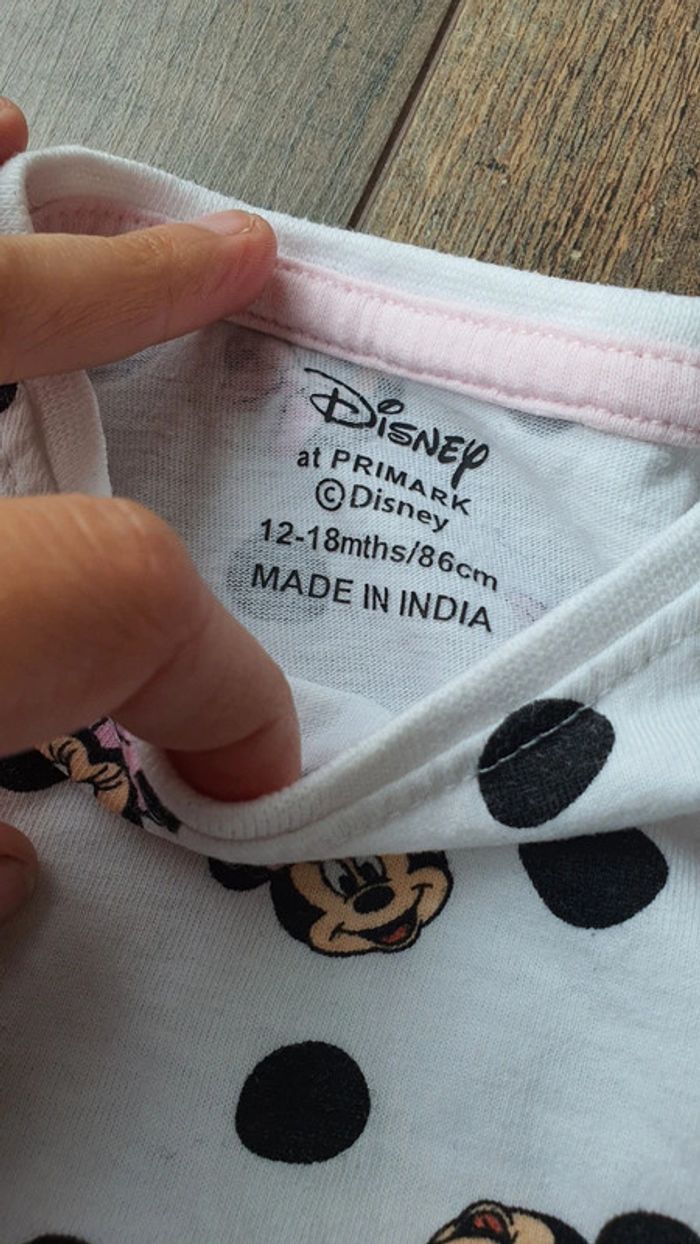 Disney
at PRIMARK
©Disney
12-18mths/86cm
MADE IN INDIA